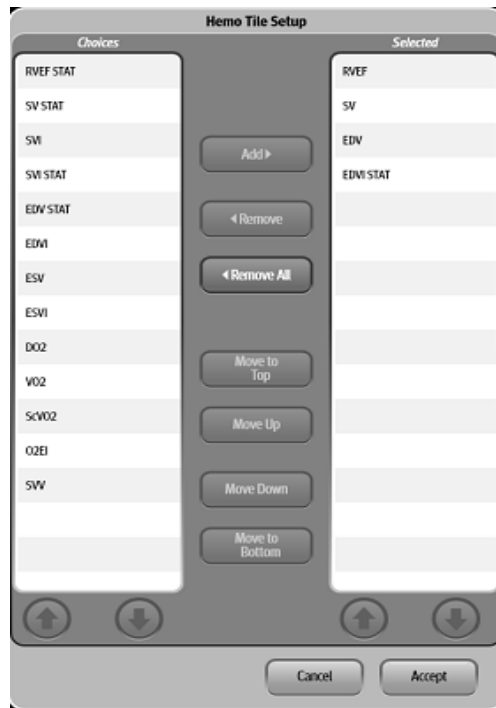 Hemo Tile Setup
Choices
Selected
RVEF STAT
SV STAT
SVI
SVI STAT
EDV STAT
EDVI
ESV
ESVI
DO2
VO2
ScVO2
O2EI
SVV
Add
Remove
Remove All
Move to
Top
Move Up
Move Down
Move to
Bottom
RVEF
SV
EDV
EDVI STAT
Cancel
Accept